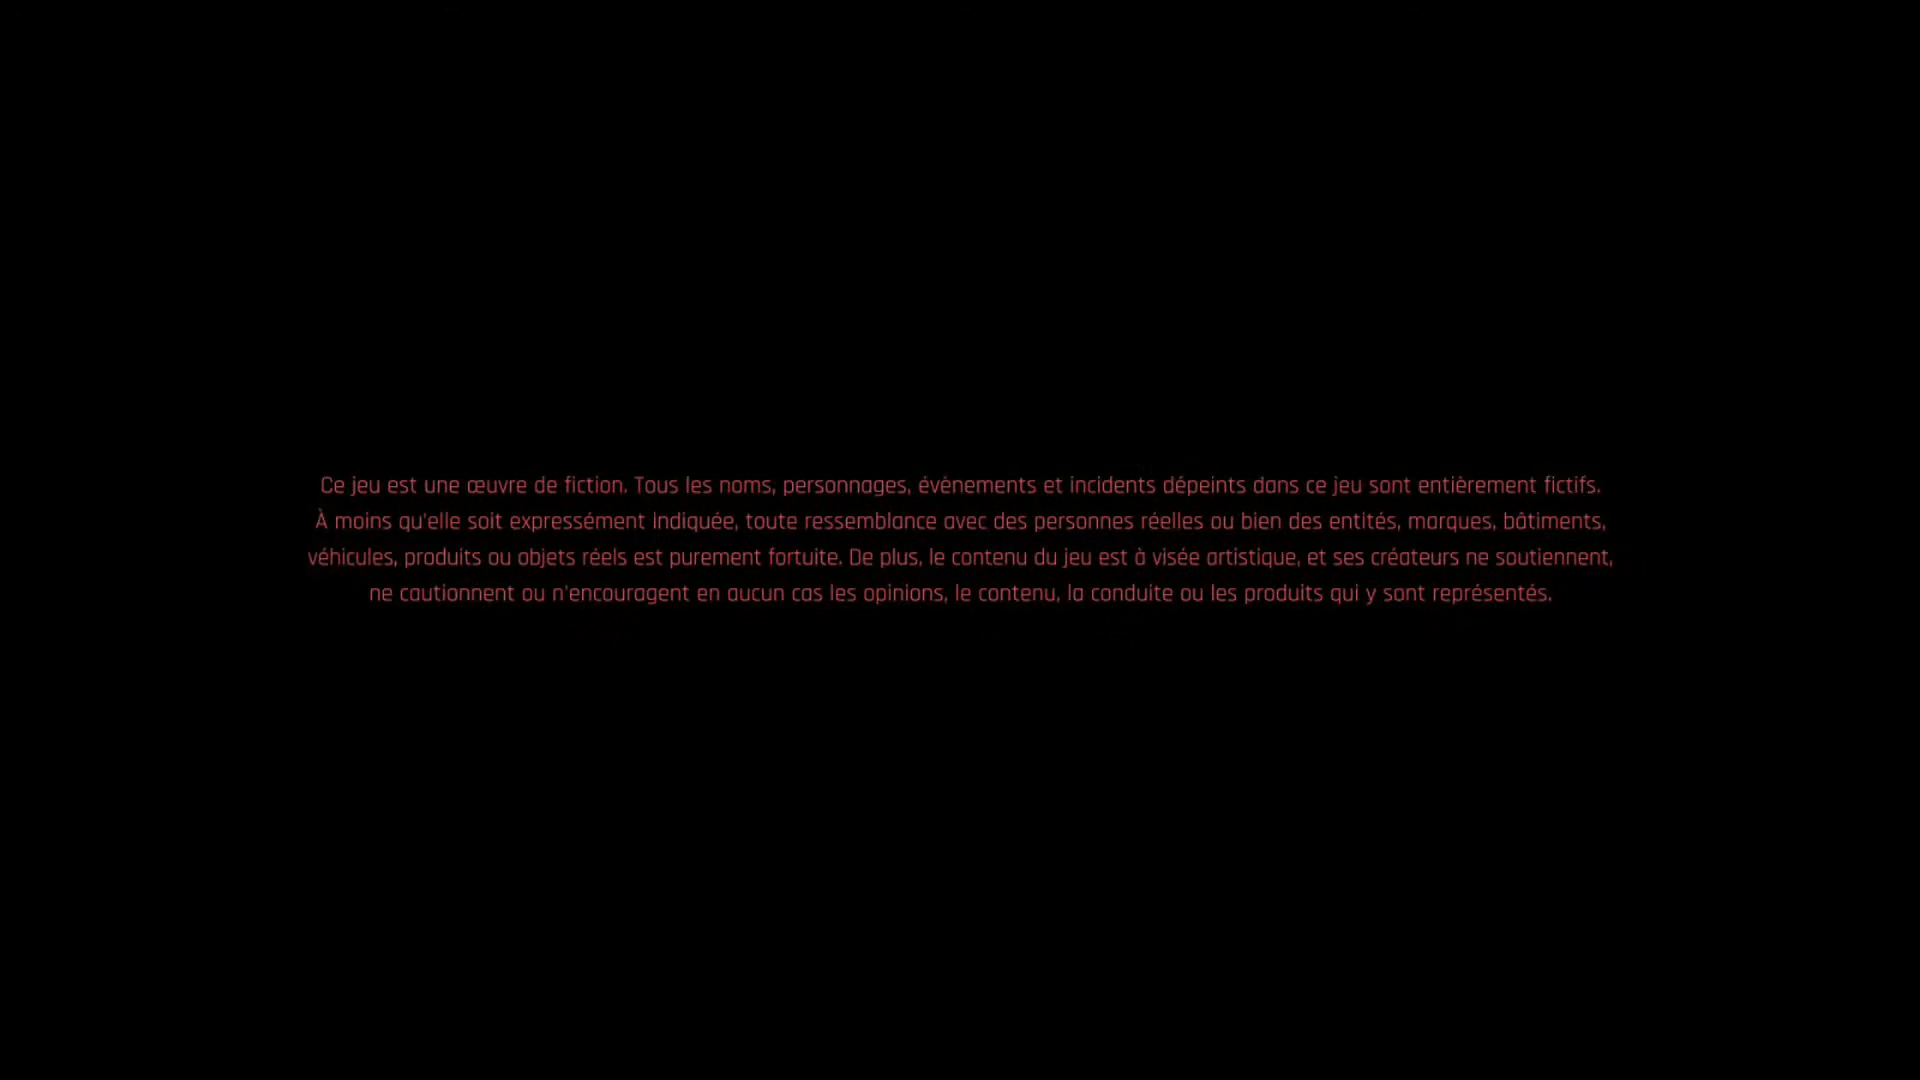 Ce jeu est une œuvre de fiction. Tous les noms, personnages, évènements et incidents dépeints dans ce jeu sont entièrement fictifs.
À moins qu'elle soit expressément indiquée, toute ressemblance avec des personnes réelles ou bien des entités, marques, bâtiments,
véhicules, produits ou objets réels est purement fortuite. De plus, le contenu du jeu est à visée artistique, et ses créateurs ne soutiennent,
ne cautionnent ou n'encouragent en aucun cas les opinions, le contenu, la conduite ou les produits qui y sont représentés.